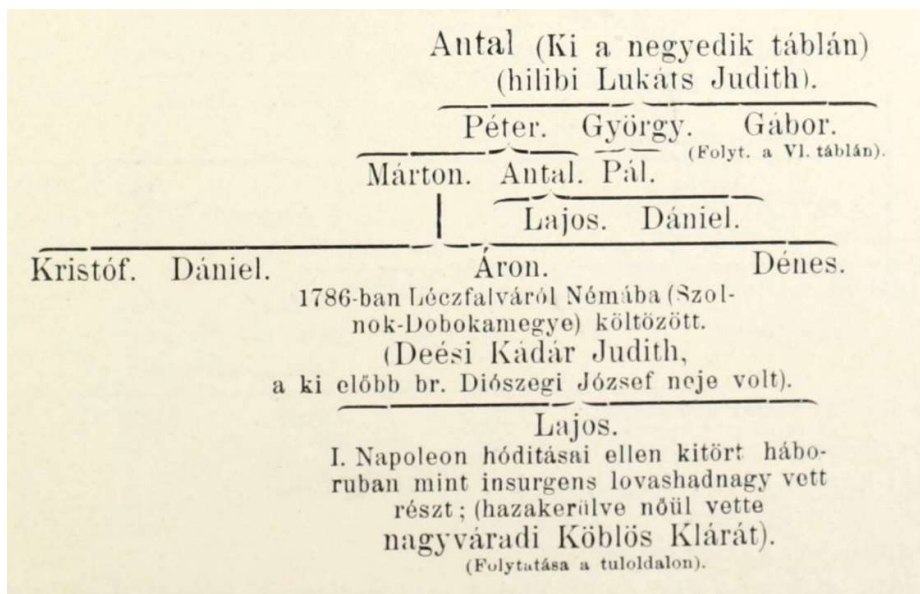 Antal (Ki a negyedik táblán)
(hilibi Lukáts Judith).
Péter. György. Gábor.
(Folyt. a VI. táblán).
Márton. Antal. Pál.
Lajos. Dániel.
Kristóf. Dániel. Áron. Dénes.
1786-ban Léczfalváról Némába (Szol-
nok-Dobokamegye) költözött.
(Deési Kádár Judith,
a ki előbb br. Diószegi József neje volt).
Lajos.
I. Napoleon hóditásai ellen kitört hábo-
ruban mint insurgens lovashadnagy vett
részt; (hazakerülve nőül vette
nagyváradi Köblös Klárát).
(Folytatása a tuloldalon).